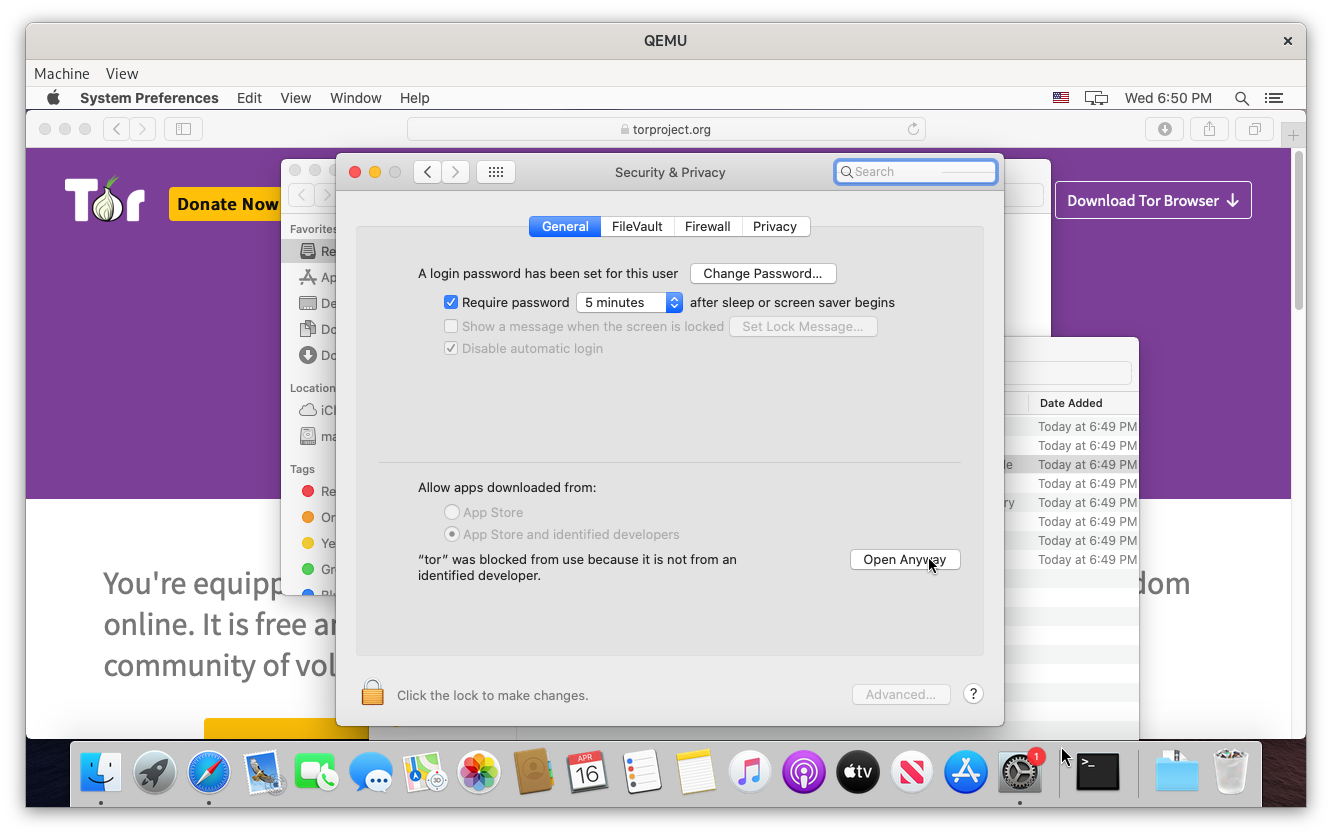 QEMU
Machine View
System Preferences Edit View Window Help
Wed 6:50 PM
torproject.org
Tor
Donate Now
Download Tor Browser
Security & Privacy
Search
General FileVault Firewall Privacy
A login password has been set for this user Change Password...
Require password 5 minutes after sleep or screen saver begins
Show a message when the screen is locked Set Lock Message...
Disable automatic login
Allow apps downloaded from:
App Store
App Store and identified developers
“tor” was blocked from use because it is not from an
identified developer.
Open Anyway
Click the lock to make changes.
Advanced...
?
Favorites
Re
Ap
De
Do
Do
Location
iCl
ma
Tags
Re
Or
Ye
Gr
Date Added
Today at 6:49 PM
Today at 6:49 PM
Today at 6:49 PM
Today at 6:49 PM
Today at 6:49 PM
Today at 6:49 PM
Today at 6:49 PM
Today at 6:49 PM
You're equipp
dom
online. It is free
community of vol
APR
16
3D
tv
1
>_